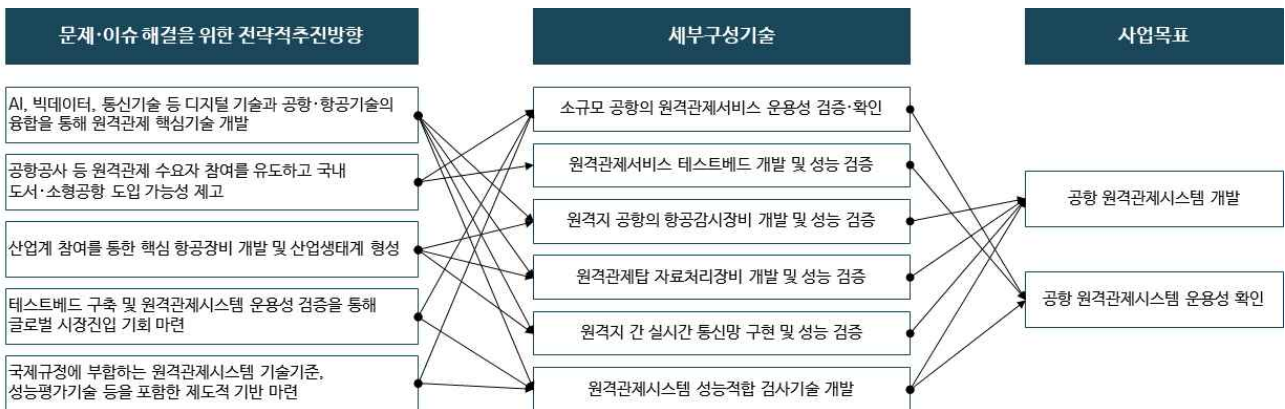 문제·이슈 해결을 위한 전략적추진방향
AI, 빅데이터, 통신기술 등 디지털 기술과 공항·항공기술의
융합을 통해 원격관제 핵심기술 개발
공항공사 등 원격관제 수요자 참여를 유도하고 국내
도서·소형공항 도입 가능성 제고
산업계 참여를 통한 핵심 항공장비 개발 및 산업생태계 형성
테스트베드 구축 및 원격관제시스템 운용성 검증을 통해
글로벌 시장진입 기회 마련
국제규정에 부합하는 원격관제시스템 기술기준,
성능평가기술 등을 포함한 제도적 기반 마련
세부구성기술
소규모 공항의 원격관제서비스 운용성 검증·확인
원격관제서비스 테스트베드 개발 및 성능 검증
원격지 공항의 항공감시장비 개발 및 성능 검증
원격관제탑 자료처리장비 개발 및 성능 검증
원격지 간 실시간 통신망 구현 및 성능 검증
원격관제시스템 성능적합 검사기술 개발
사업목표
공항 원격관제시스템 개발
공항 원격관제시스템 운용성 확인